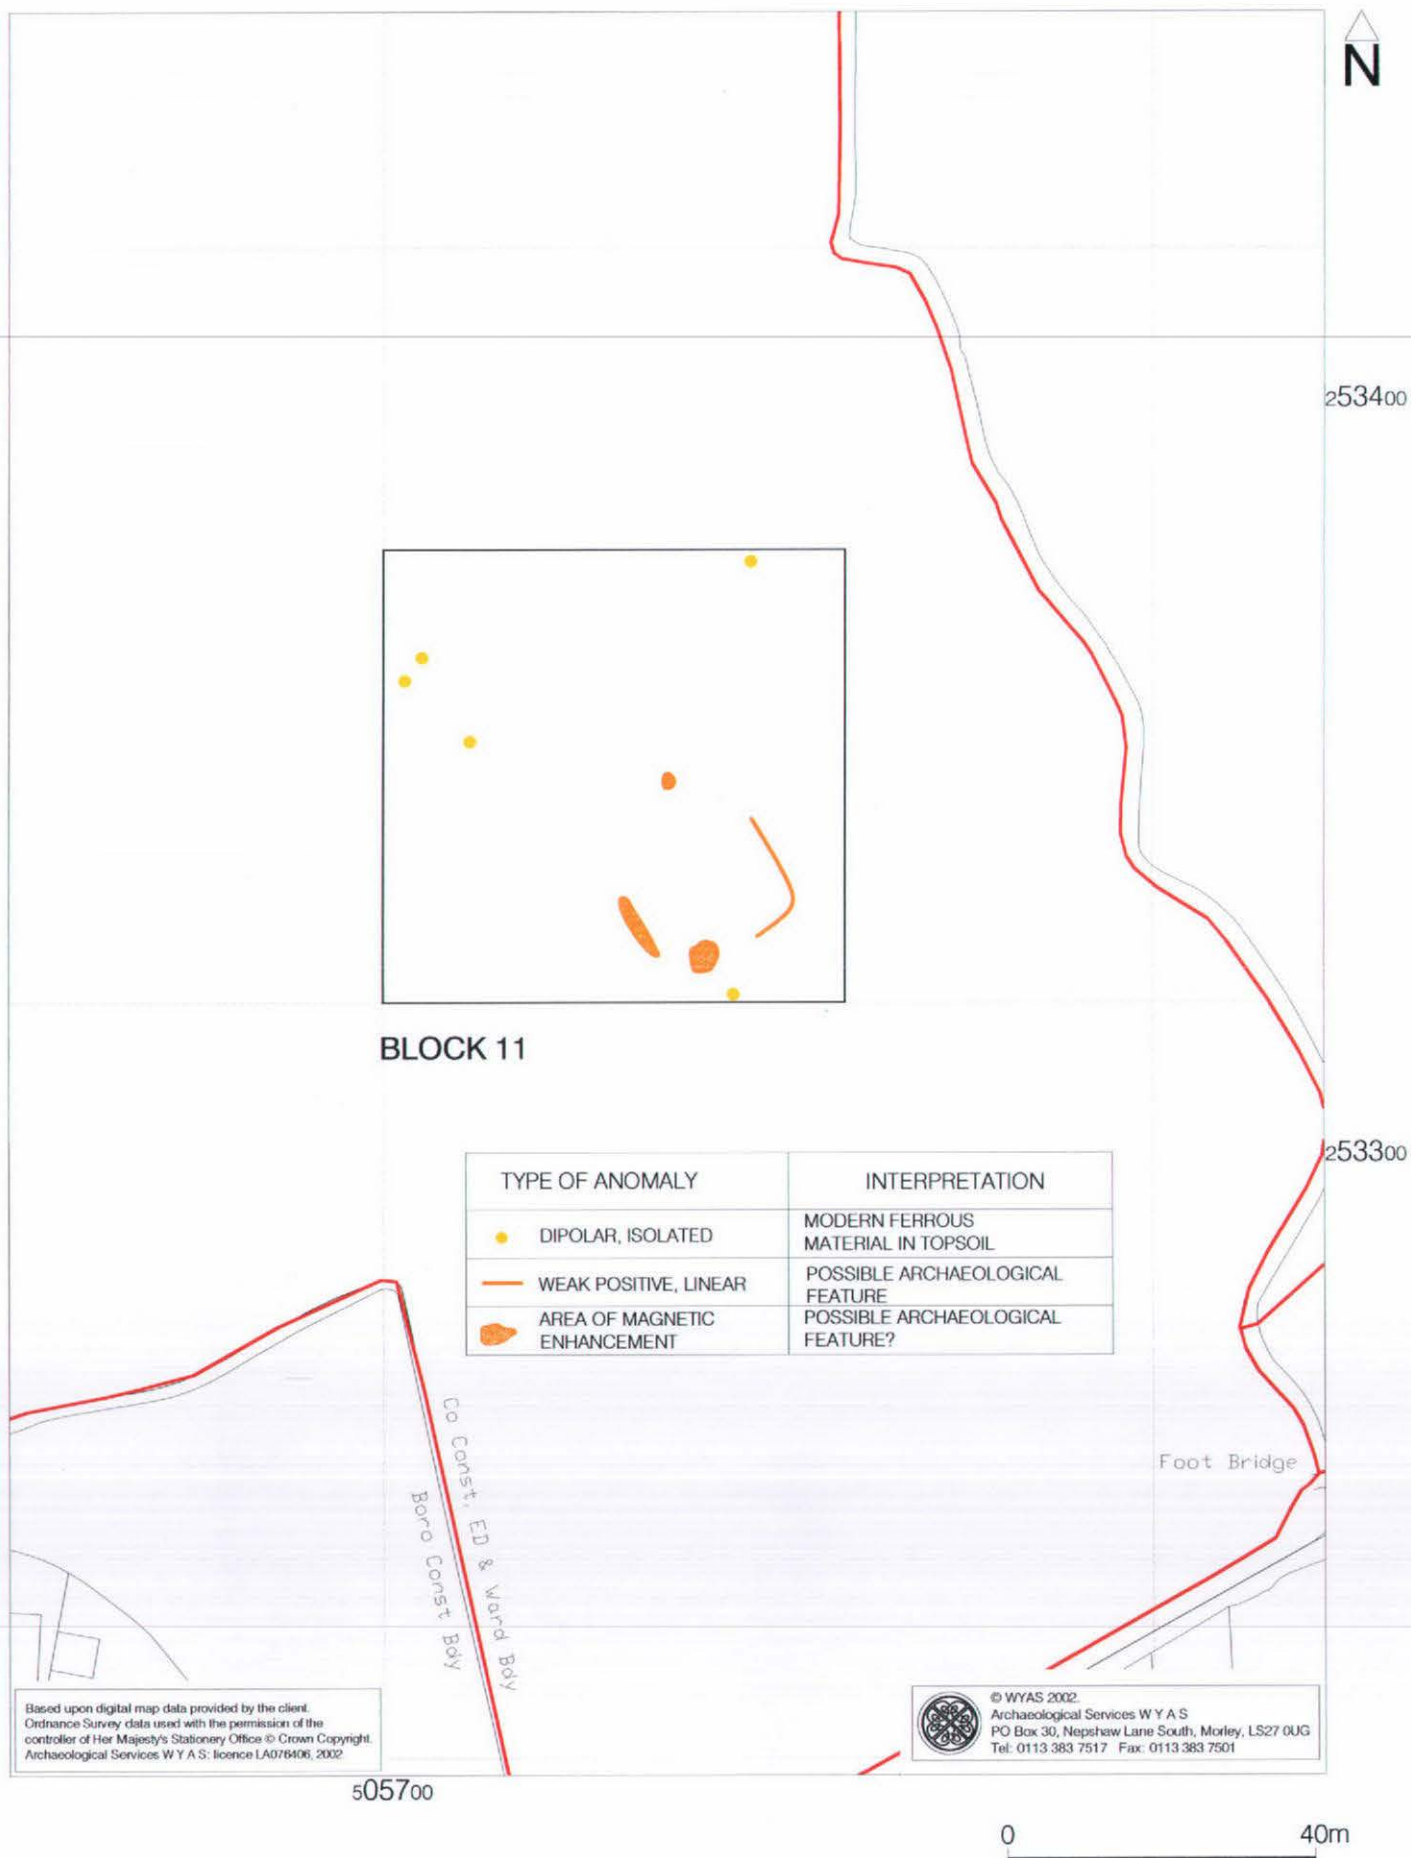 N
253400
BLOCK 11
253300
TYPE OF ANOMALY INTERPRETATION
DIPOLAR, ISOLATED
MODERN FERROUS
MATERIAL IN TOPSOIL
WEAK POSITIVE, LINEAR
POSSIBLE ARCHAEOLOGICAL
FEATURE
AREA OF MAGNETIC
ENHANCEMENT
POSSIBLE ARCHAEOLOGICAL
FEATURE?
Co Const, ED & Ward Bdy
Boro Const Bdy
Foot Bridge
Based upon digital map data provided by the client.
Ordnance Survey data used with the permission of the
controller of Her Majesty's Stationery Office © Crown Copyright.
Archaeological Services W Y A S: licence LA076406, 2002
© WYAS 2002.
Archaeological Services W Y A S
PO Box 30, Nepshaw Lane South, Morley, LS27 0UG
Tel: 0113 383 7517 Fax: 0113 383 7501
505700
0 40m